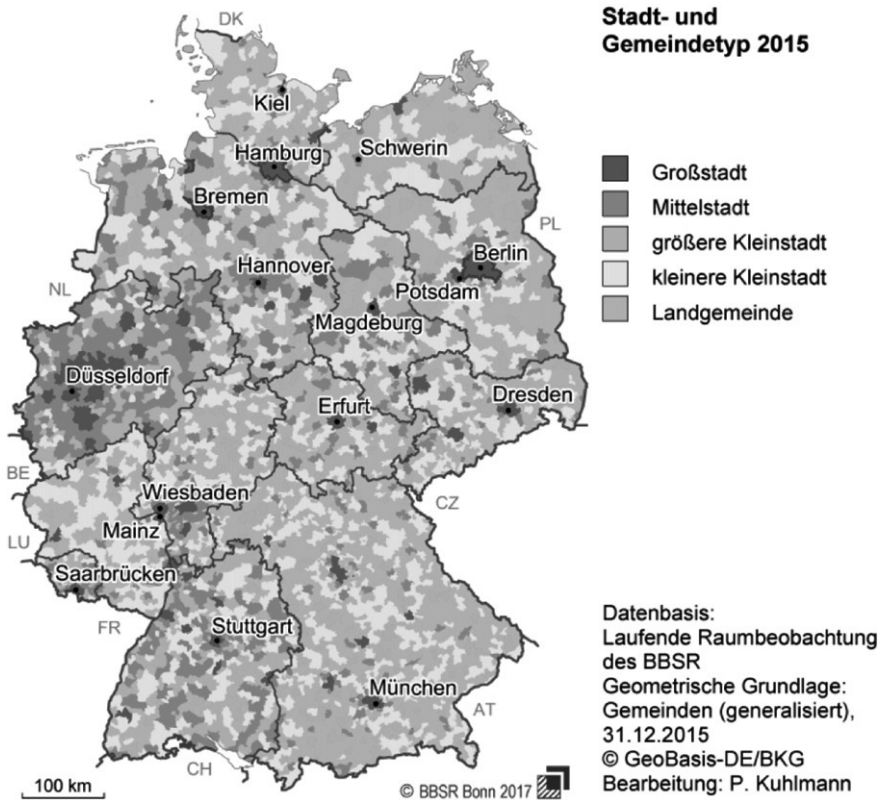 Stadt- und
Gemeindetyp 2015
Großstadt
Mittelstadt
größere Kleinstadt
kleinere Kleinstadt
Landgemeinde
DK
Kiel
Hamburg
Schwerin
Bremen
PL
Berlin
NL
Hannover
Potsdam
Magdeburg
Düsseldorf
Erfurt
Dresden
BE
Wiesbaden
CZ
LU
Mainz
Saarbrücken
FR
Stuttgart
München
AT
CH
100 km
© BBSR Bonn 2017
Datenbasis:
Laufende Raumbeobachtung
des BBSR
Geometrische Grundlage:
Gemeinden (generalisiert),
31.12.2015
© GeoBasis-DE/BKG
Bearbeitung: P. Kuhlmann